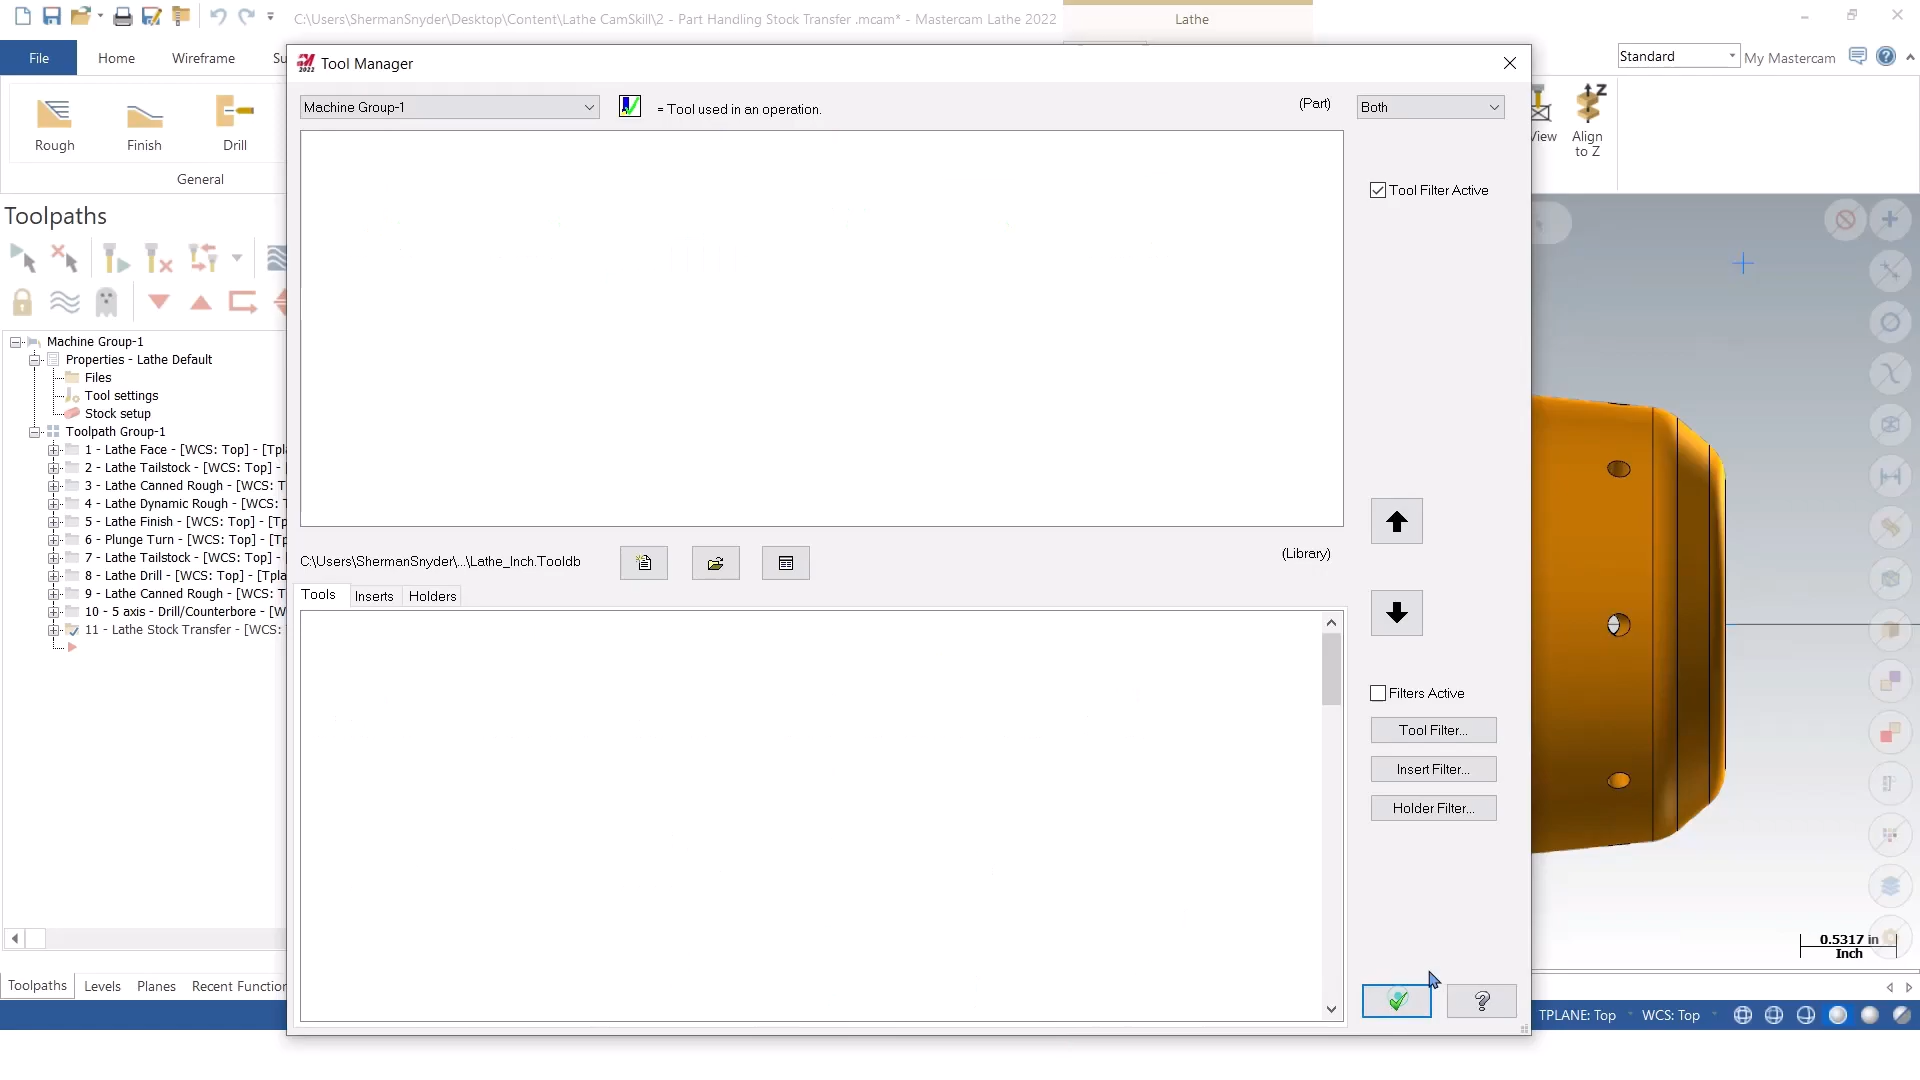 C:\Users\ShermanSnyder\Desktop\Content\Lathe CamSkill\2 - Part Handling Stock Transfer .mcam* - Mastercam Lathe 2022
Lathe
File
Home
Wireframe
Su
Standard
My Mastercam
Rough
Finish
Drill
General
View
Align
to Z
2022
Tool Manager
Machine Group-1
= Tool used in an operation.
(Part)
Both
Tool Filter Active
Toolpaths
Machine Group-1
Properties - Lathe Default
Files
Tool settings
Stock setup
Toolpath Group-1
1 - Lathe Face - [WCS: Top] - [Tpla
2 - Lathe Tailstock - [WCS: Top] -
3 - Lathe Canned Rough - [WCS: T
4 - Lathe Dynamic Rough - [WCS: T
5 - Lathe Finish - [WCS: Top] - [Tp
6 - Plunge Turn - [WCS: Top] - [Tp
7 - Lathe Tailstock - [WCS: Top] -
8 - Lathe Drill - [WCS: Top] - [Tpla
9 - Lathe Canned Rough - [WCS: T
10 - 5 axis - Drill/Counterbore - [W
11 - Lathe Stock Transfer - [WCS:
C:\Users\ShermanSnyder\..\Lathe_Inch.Tooldb
(Library)
Tools
Inserts
Holders
Filters Active
Tool Filter...
Insert Filter...
Holder Filter...
0.5317 in
Inch
Toolpaths
Levels
Planes
Recent Function
TPLANE: Top
WCS: Top